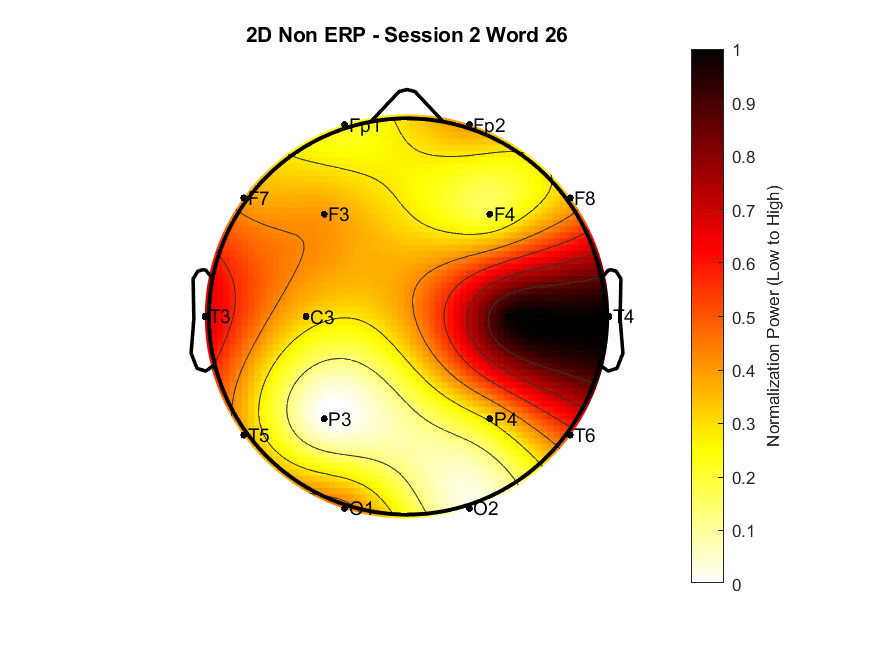 2D Non ERP - Session 2 Word 26
Fp1
Fp2
F7
F3
F4
F8
T3
C3
T4
P3
P4
T5
T6
O1
O2
1
0.9
0.8
0.7
0.6
0.5
0.4
0.3
0.2
0.1
0
Normalization Power (Low to High)